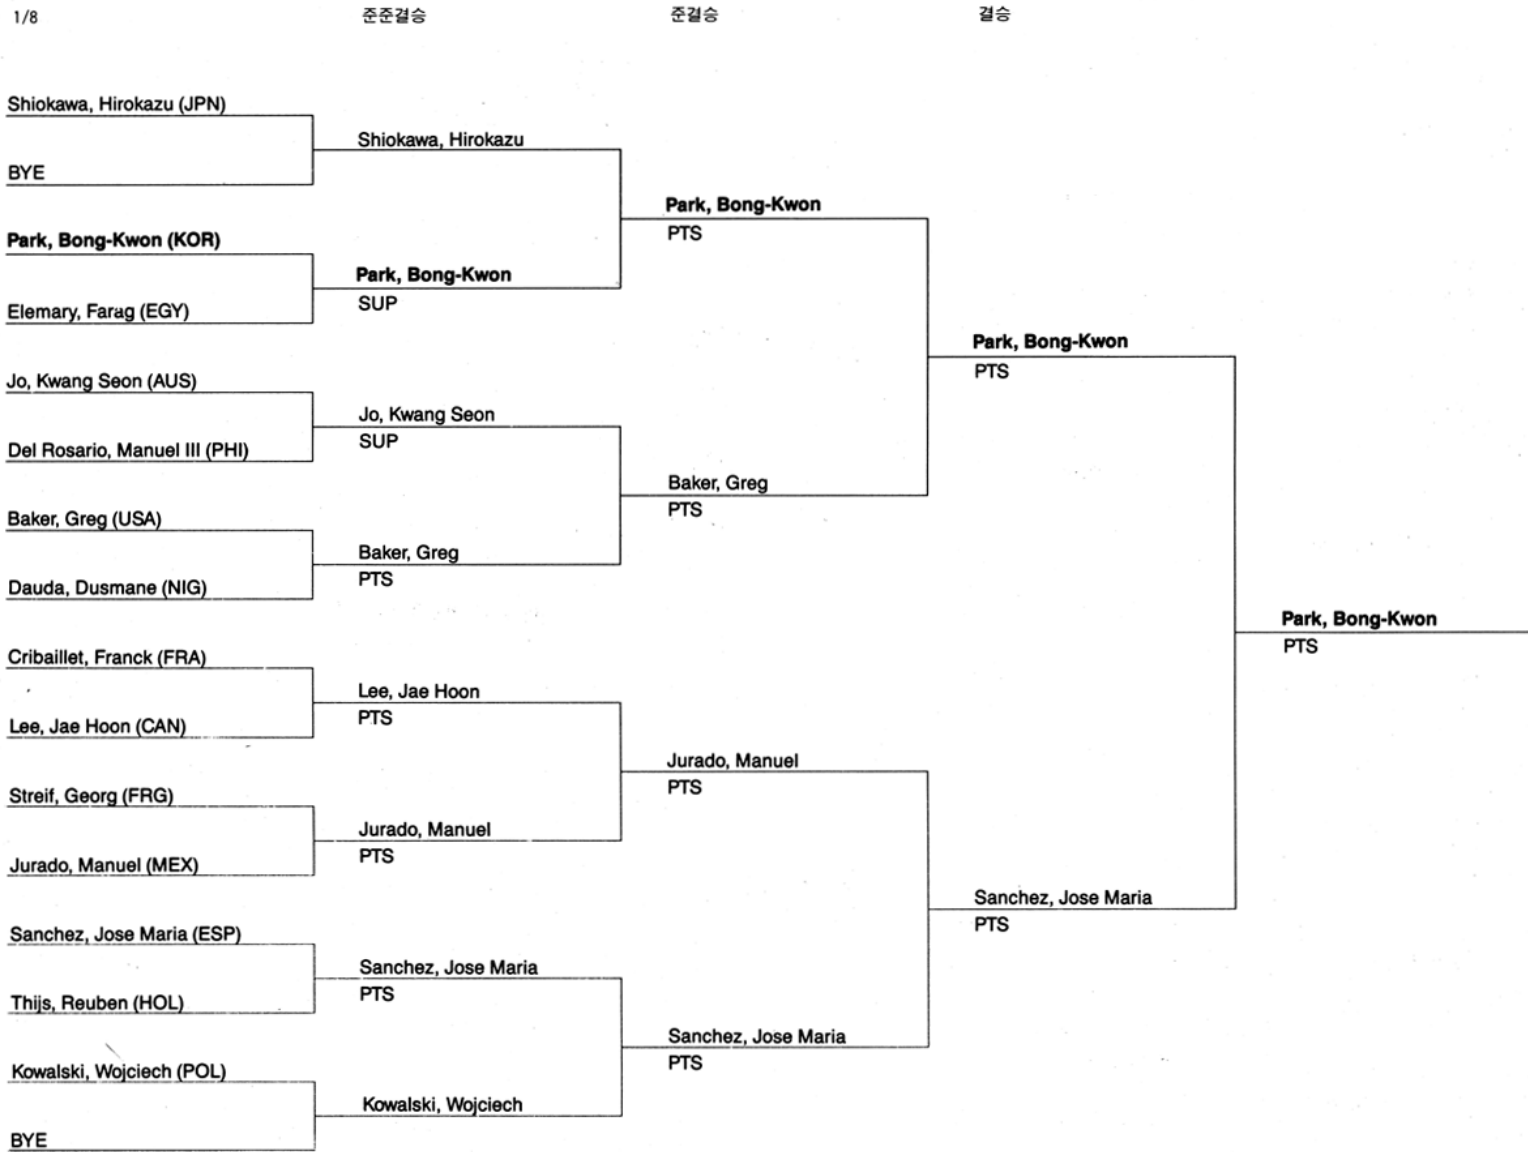 1/8
준준결승
준결승
결승
Shiokawa, Hirokazu (JPN)
BYE
Park, Bong-Kwon (KOR)
Elemary, Farag (EGY)
Jo, Kwang Seon (AUS)
Del Rosario, Manuel III (PHI)
Baker, Greg (USA)
Dauda, Dusmane (NIG)
Cribaillet, Franck (FRA)
Lee, Jae Hoon (CAN)
Streif, Georg (FRG)
Jurado, Manuel (MEX)
Sanchez, Jose Maria (ESP)
Thijs, Reuben (HOL)
Kowalski, Wojciech (POL)
BYE
Shiokawa, Hirokazu
Park, Bong-Kwon
SUP
Jo, Kwang Seon
SUP
Baker, Greg
PTS
Lee, Jae Hoon
PTS
Jurado, Manuel
PTS
Sanchez, Jose Maria
PTS
Kowalski, Wojciech
Park, Bong-Kwon
PTS
Baker, Greg
PTS
Jurado, Manuel
PTS
Sanchez, Jose Maria
PTS
Park, Bong-Kwon
PTS
Sanchez, Jose Maria
PTS
Park, Bong-Kwon
PTS